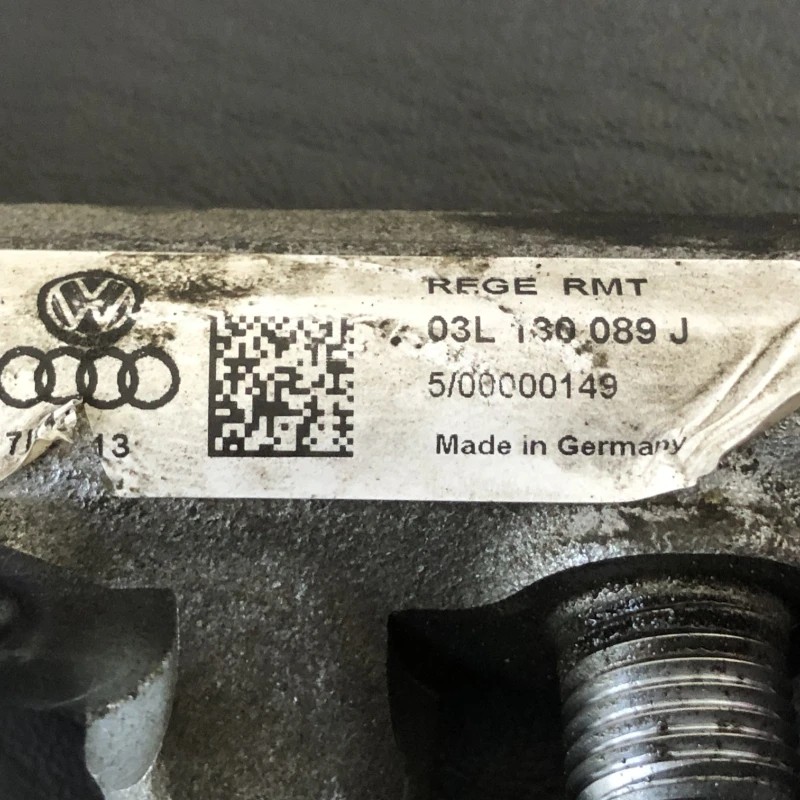 REGE RMT
03L 130 089 J
5/00000149
13
Made in Germany